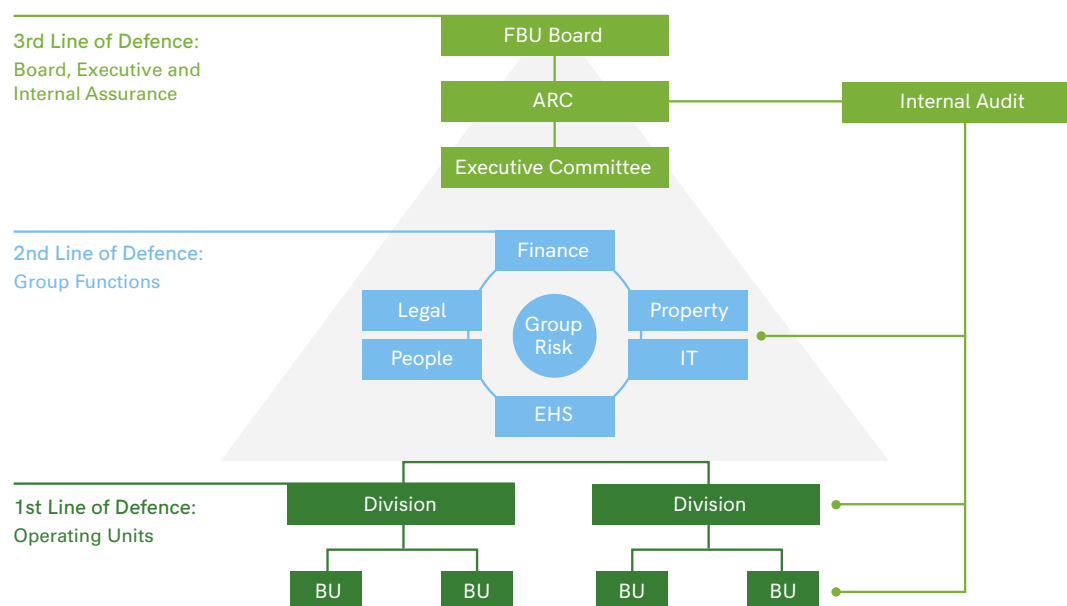 3rd Line of Defence:
Board, Executive and
Internal Assurance
FBU Board
ARC
Internal Audit
Executive Committee
2nd Line of Defence:
Group Functions
Finance
Legal
Property
Group
Risk
People
IT
EHS
1st Line of Defence:
Operating Units
Division
Division
BU
BU
BU
BU